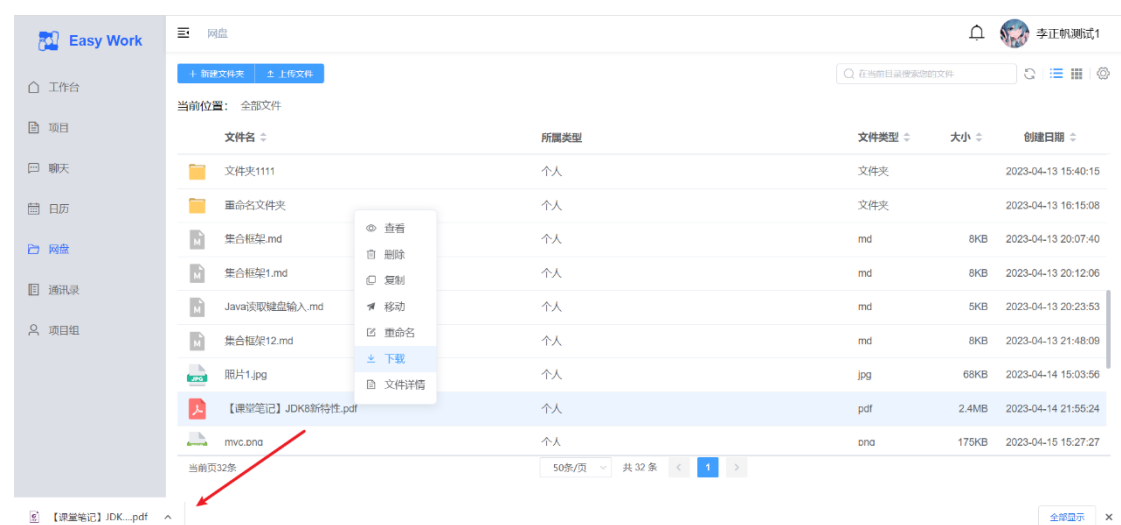 Easy Work
网盘
李正帆测试1
工作台
项目
聊天
日历
网盘
通讯录
项目组
+ 新建文件夹 上传文件
在当前目录搜索您的文件
当前位置： 全部文件
文件名 所属类型 文件类型 大小 创建日期
文件夹1111 个人 文件夹 2023-04-13 15:40:15
重命名文件夹 个人 文件夹 2023-04-13 16:15:08
集合框架.md 个人 md 8KB 2023-04-13 20:07:40
集合框架1.md 个人 md 8KB 2023-04-13 20:12:06
Java读取键盘输入.md 个人 md 5KB 2023-04-13 20:23:53
集合框架12.md 个人 md 8KB 2023-04-13 21:48:09
照片1.jpg 个人 jpg 68KB 2023-04-14 15:03:56
【课堂笔记】JDK8新特性.pdf 个人 pdf 2.4MB 2023-04-14 21:55:24
mvc.png 个人 png 175KB 2023-04-15 15:27:27
查看
删除
复制
移动
重命名
下载
文件详情
当前页32条 50条/页 共 32 条 < 1 >
【课堂笔记】JDK....pdf
全部显示